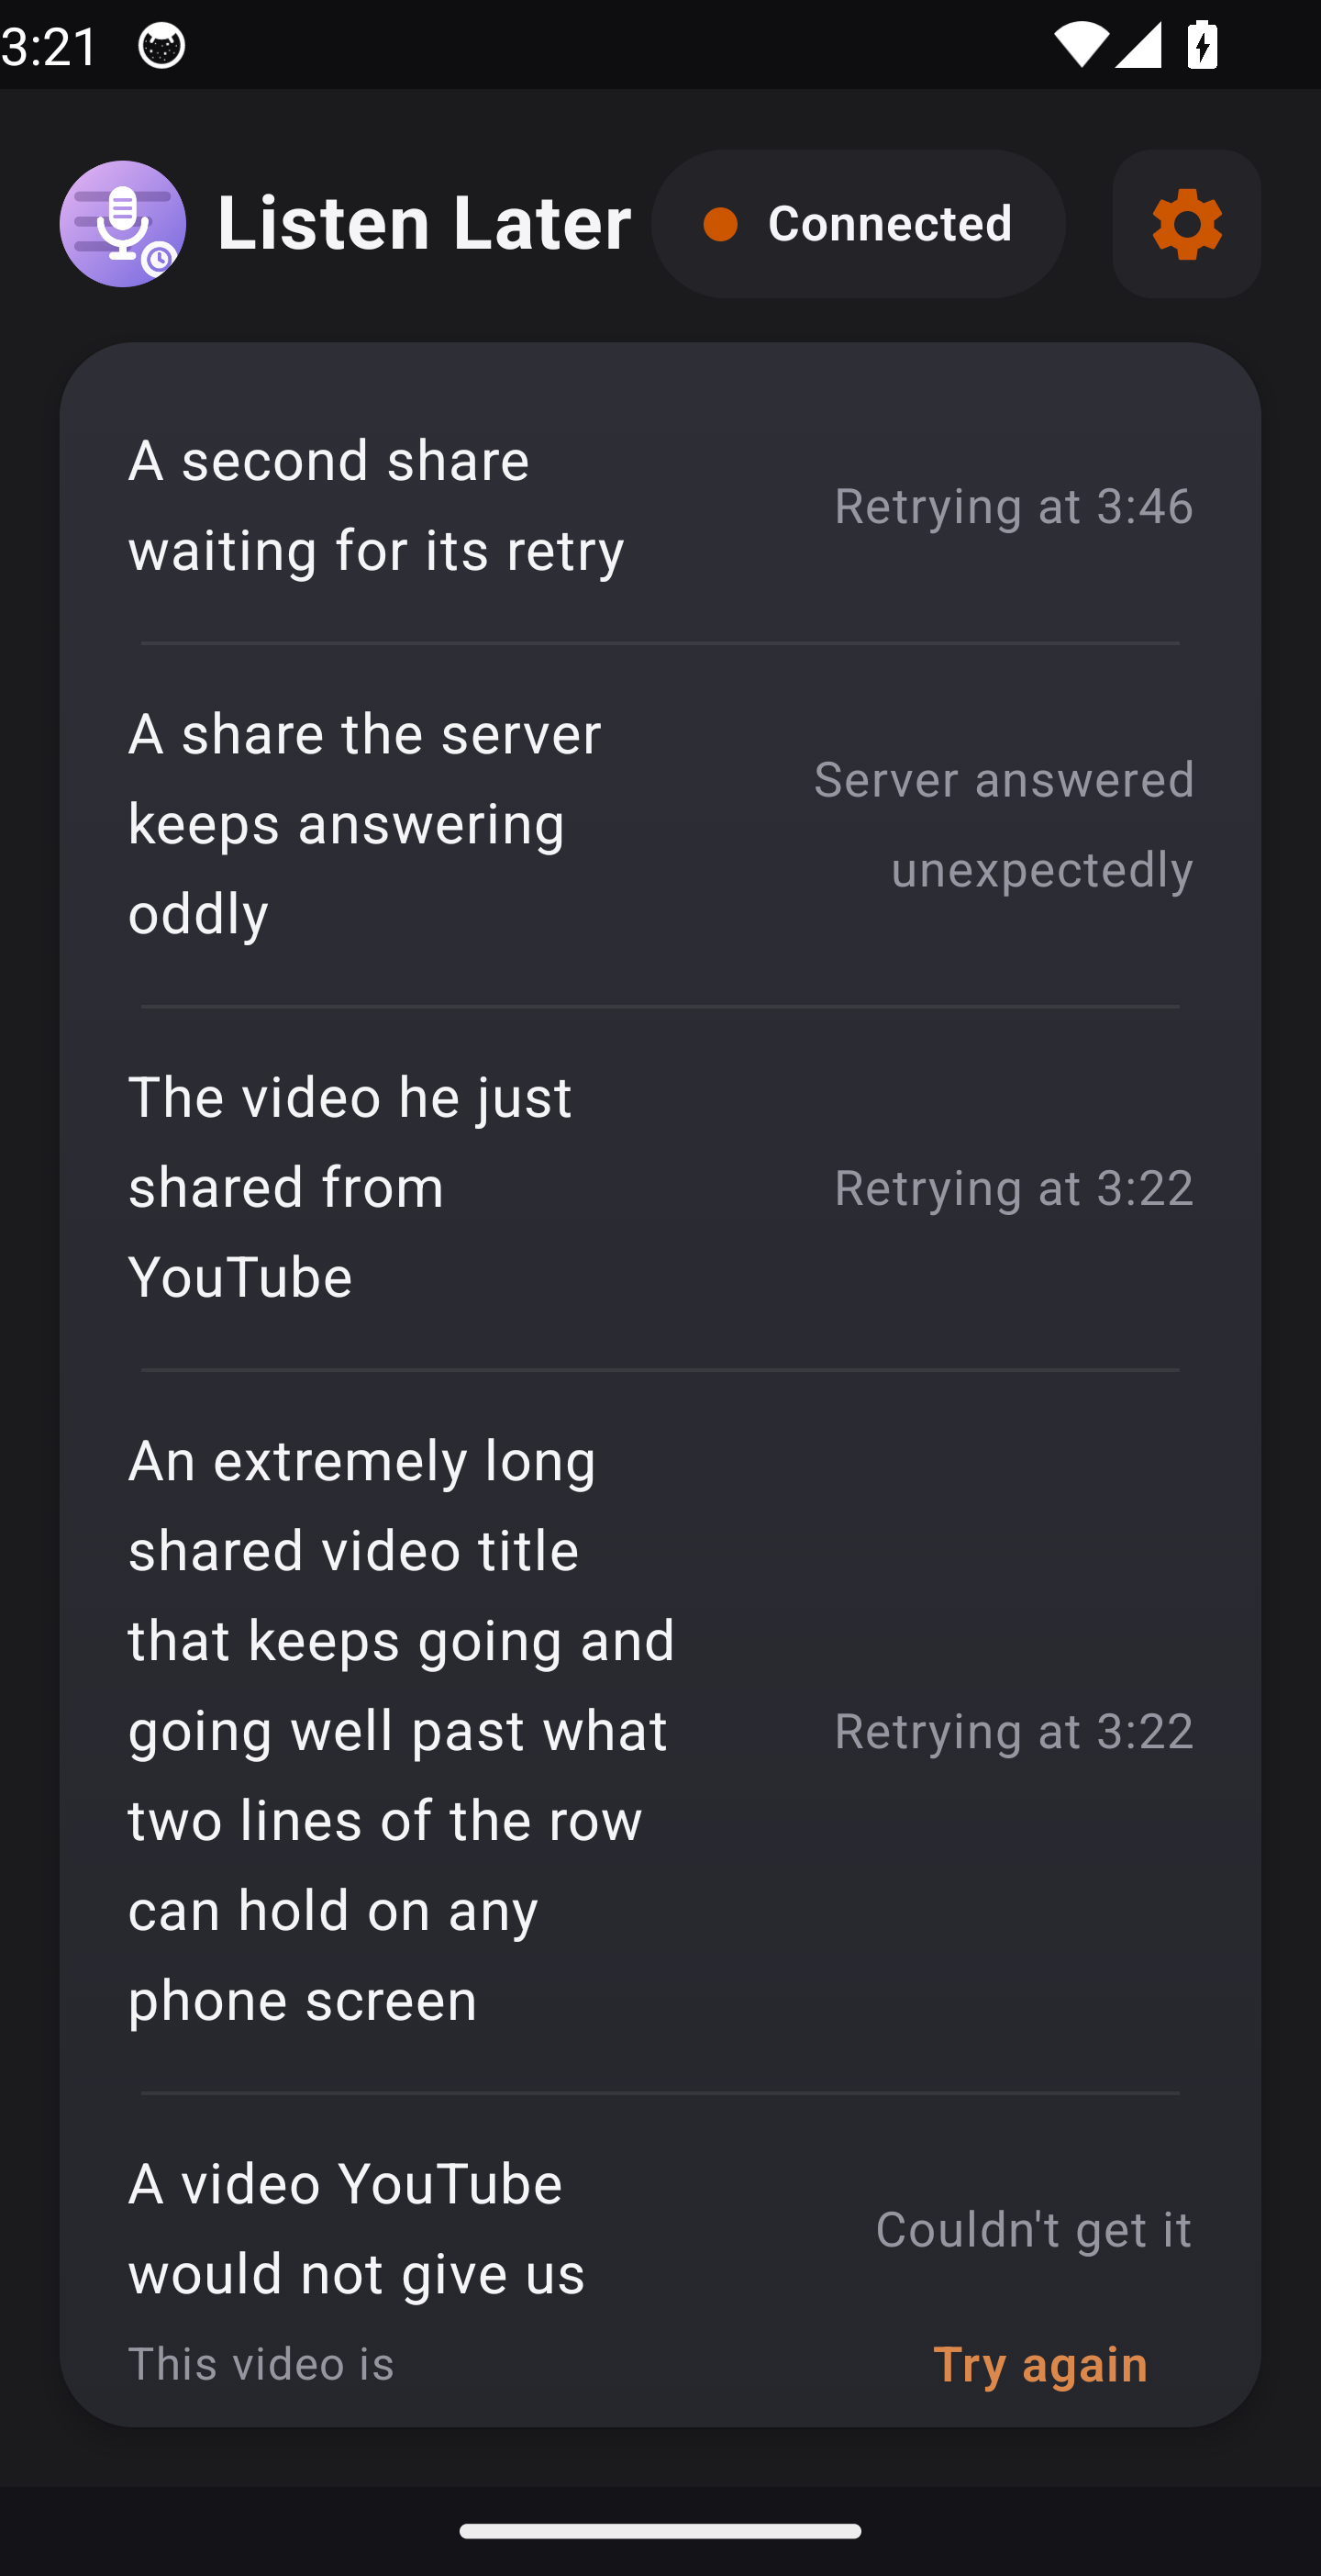 3:21
Listen Later
Connected
A second share
waiting for its retry
Retrying at 3:46
A share the server
keeps answering
oddly
Server answered
unexpectedly
The video he just
shared from
YouTube
Retrying at 3:22
An extremely long
shared video title
that keeps going and
going well past what
two lines of the row
can hold on any
phone screen
Retrying at 3:22
A video YouTube
would not give us
Couldn't get it
This video is
Try again